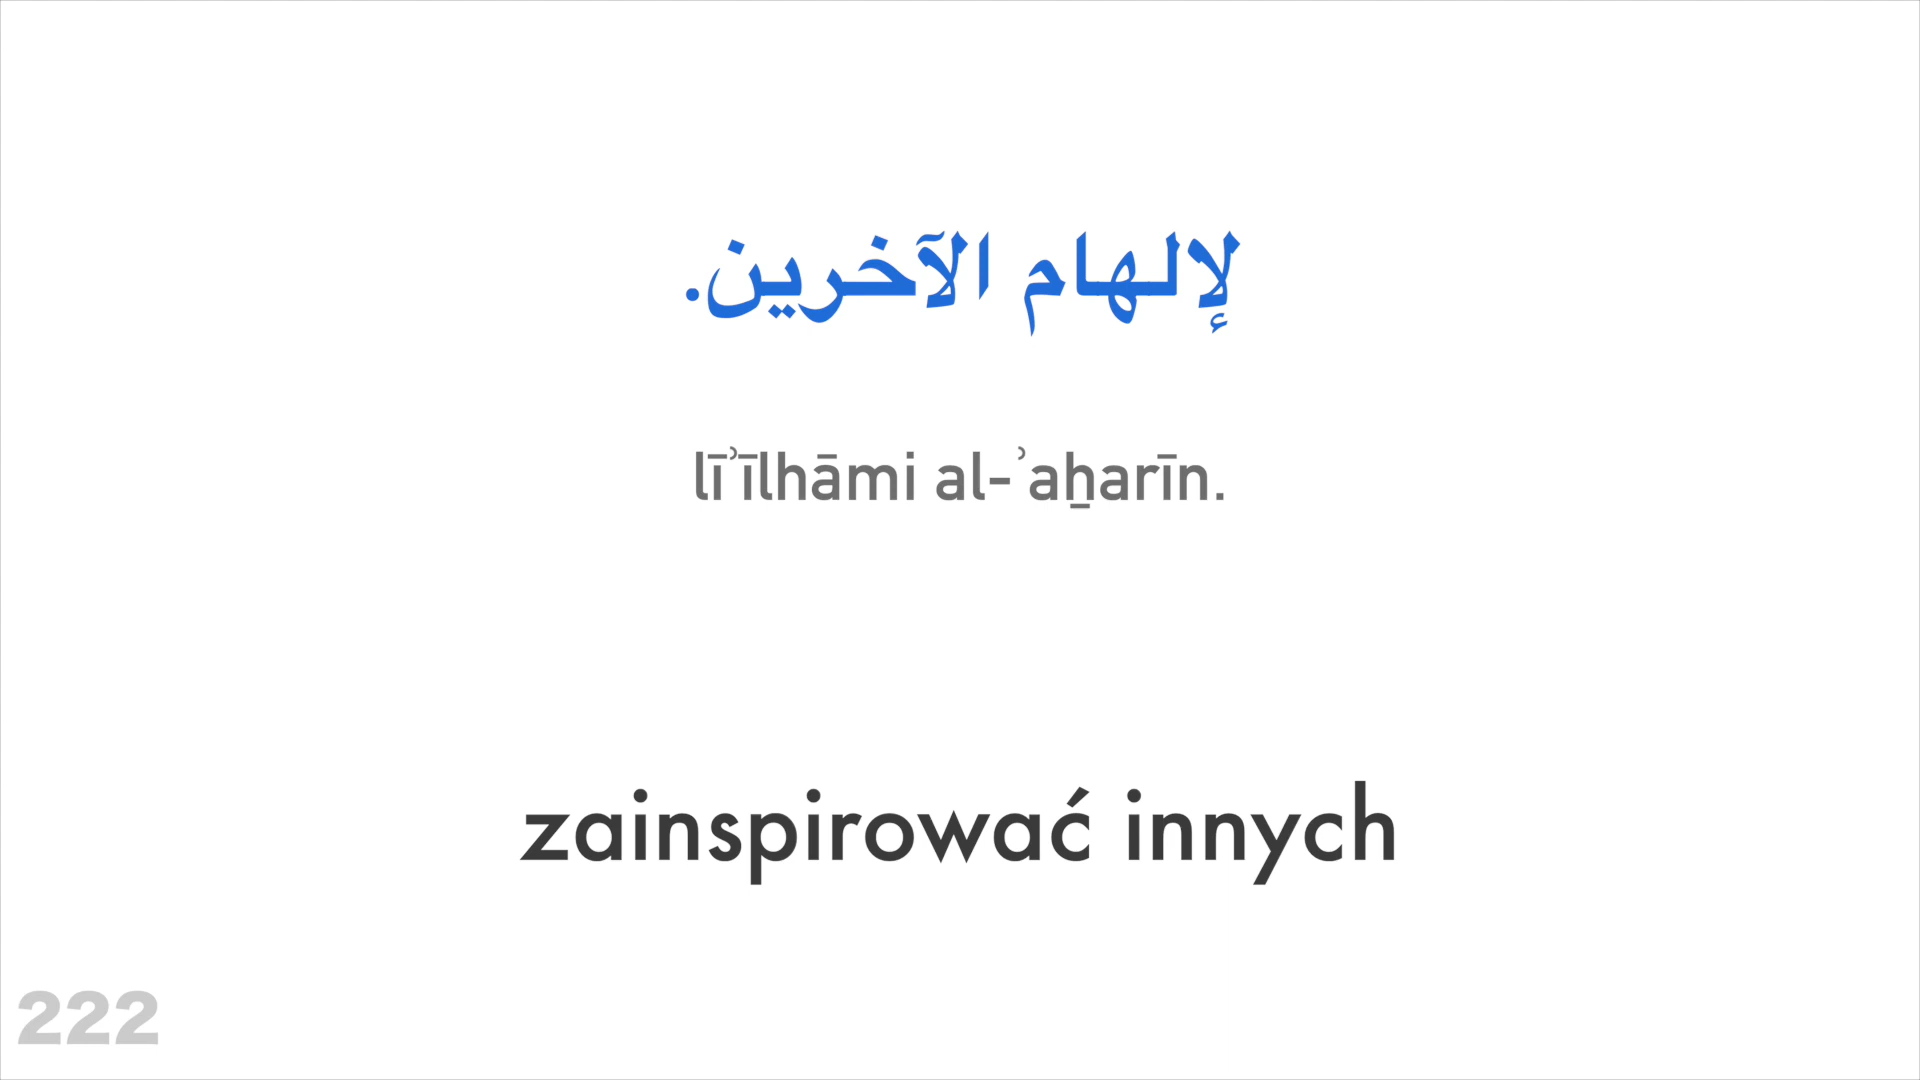 لإلهام الآخرين.
līʾīlhāmi al-ʾaẖarīn.
zainspirować innych
222